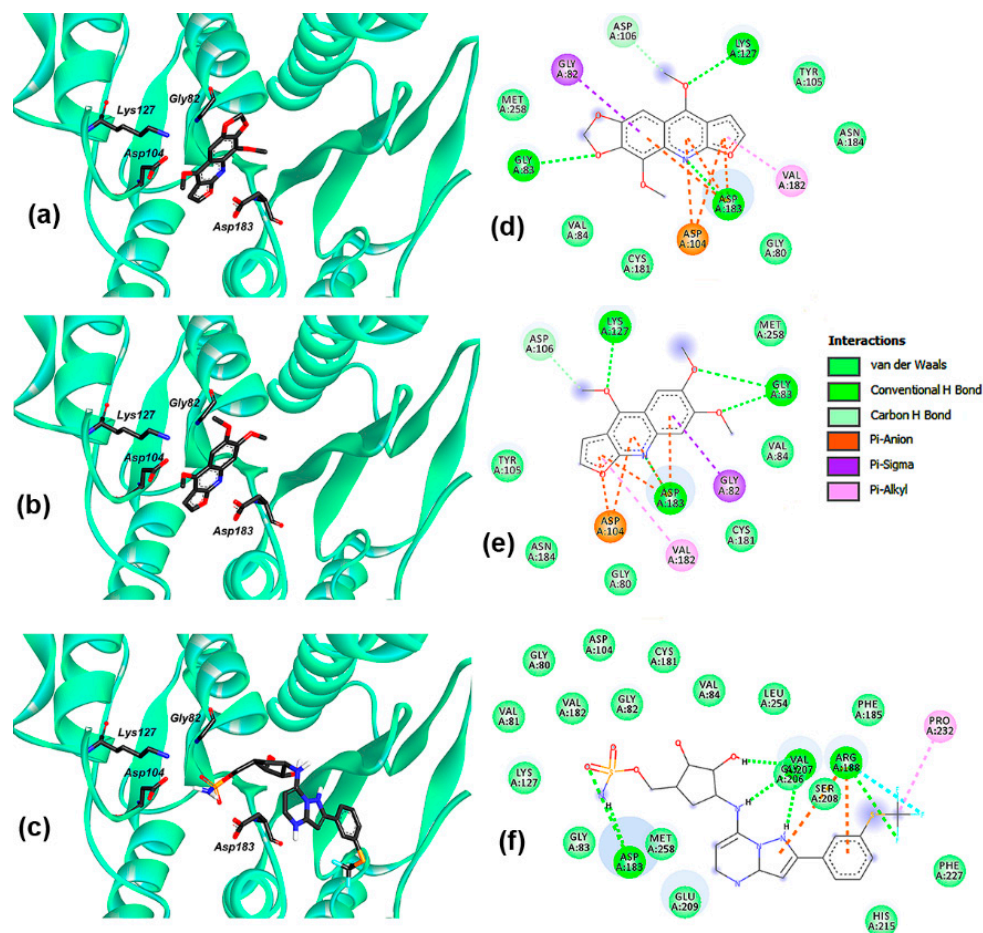 Lys127
Gly82
Asp104
Asp183
(a)
ASP
A:106
LYS
A:127
GLY
A:82
TYR
A:105
MET
A:258
ASN
A:184
GLY
A:83
VAL
A:182
ASP
A:183
VAL
A:84
ASP
A:104
GLY
A:80
CYS
A:181
(d)
Lys127
Gly82
Asp104
Asp183
(b)
LYS
A:127
MET
A:258
ASP
A:106
GLY
A:83
VAL
A:84
TYR
A:105
GLY
A:82
ASP
A:183
ASP
A:104
CYS
A:181
ASN
A:184
VAL
A:182
GLY
A:80
(e)
Interactions
van der Waals
Conventional H Bond
Carbon H Bond
Pi-Anion
Pi-Sigma
Pi-Alkyl
Lys127
Gly82
Asp104
Asp183
(c)
ASP
A:104
CYS
A:181
GLY
A:80
VAL
A:84
LEU
A:254
VAL
A:81
VAL
A:182
GLY
A:82
PHE
A:185
PRO
A:232
LYS
A:127
VAL
A:207
GLY
A:206
ARG
A:188
SER
A:208
GLY
A:83
MET
A:258
ASP
A:183
GLU
A:209
PHE
A:227
HIS
A:215
O
O
S
O
H
H
H
H
N
N
N
(f)